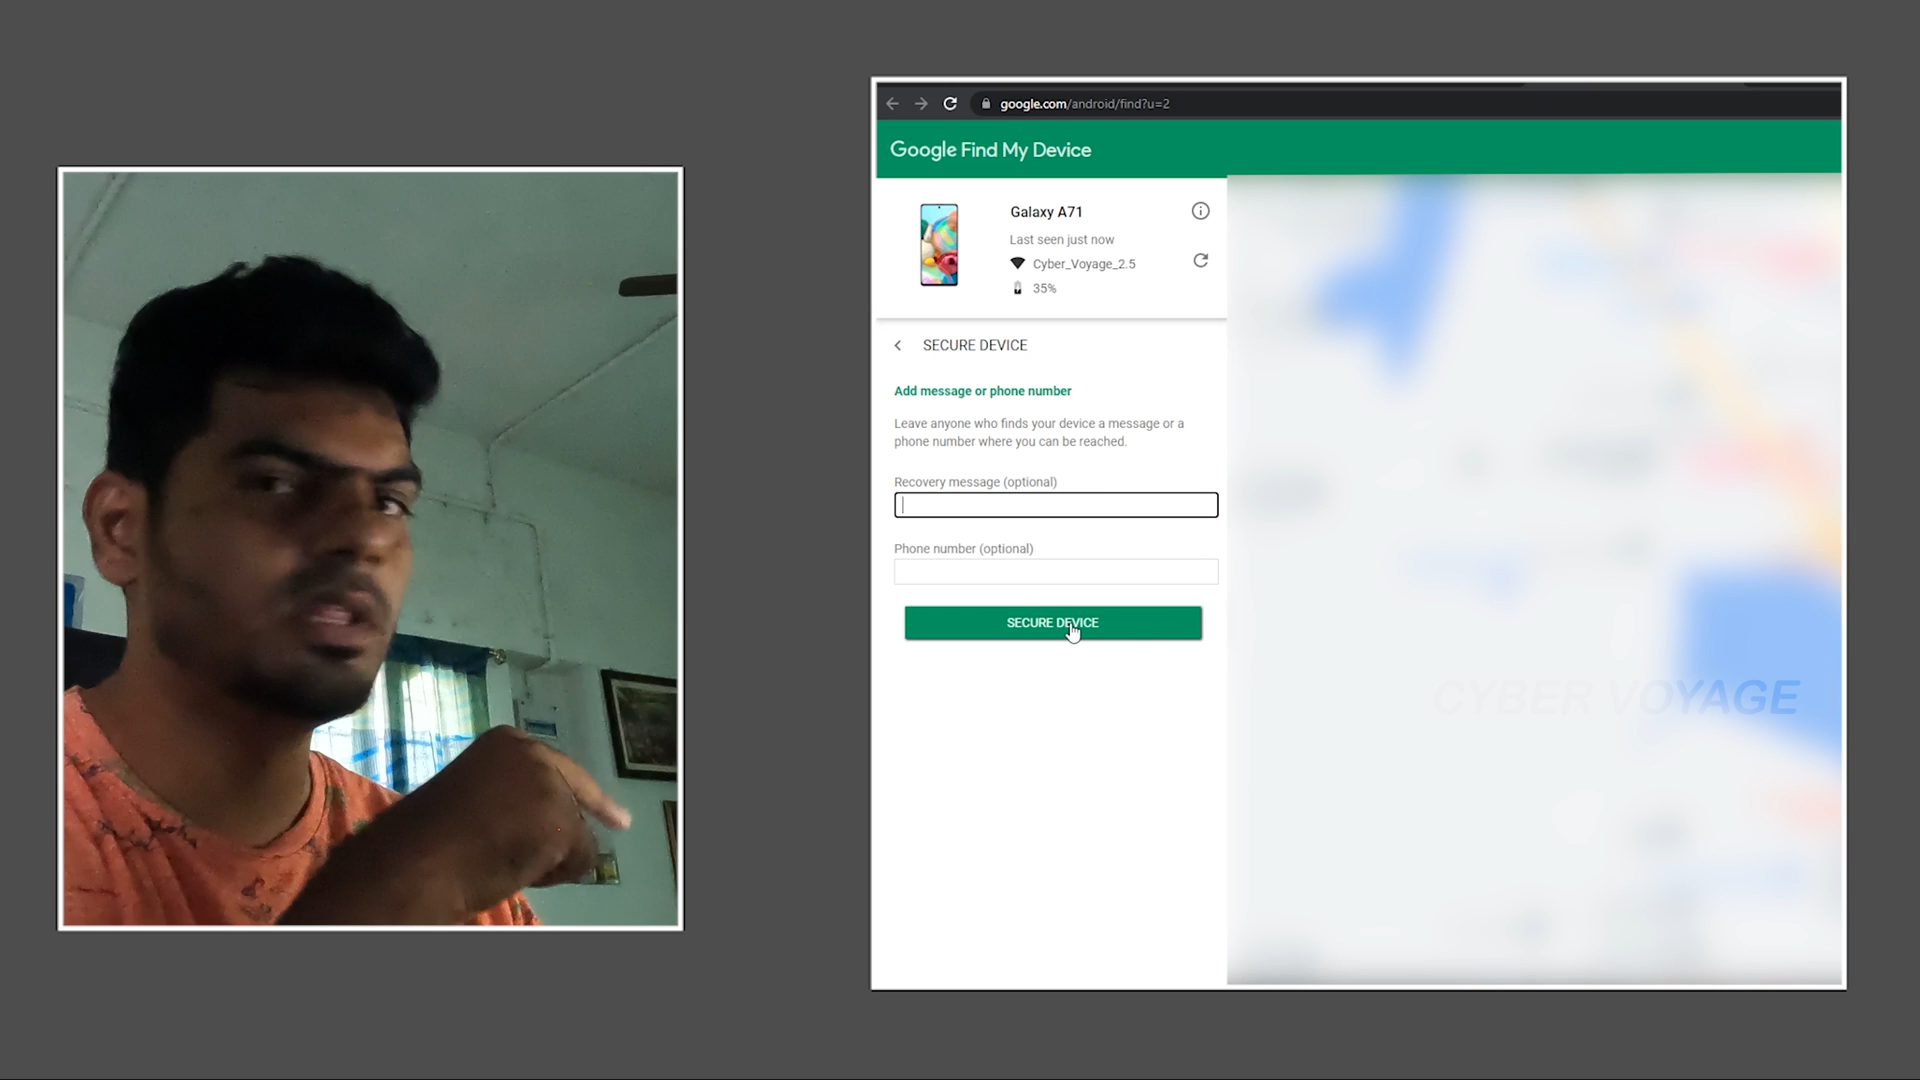 google.com/android/find?u=2
Google Find My Device
Galaxy A71
Last seen just now
Cyber_Voyage_2.5
35%
SECURE DEVICE
Add message or phone number
Leave anyone who finds your device a message or a
phone number where you can be reached.
Recovery message (optional)
Phone number (optional)
SECURE DEVICE
CYBER VOYAGE